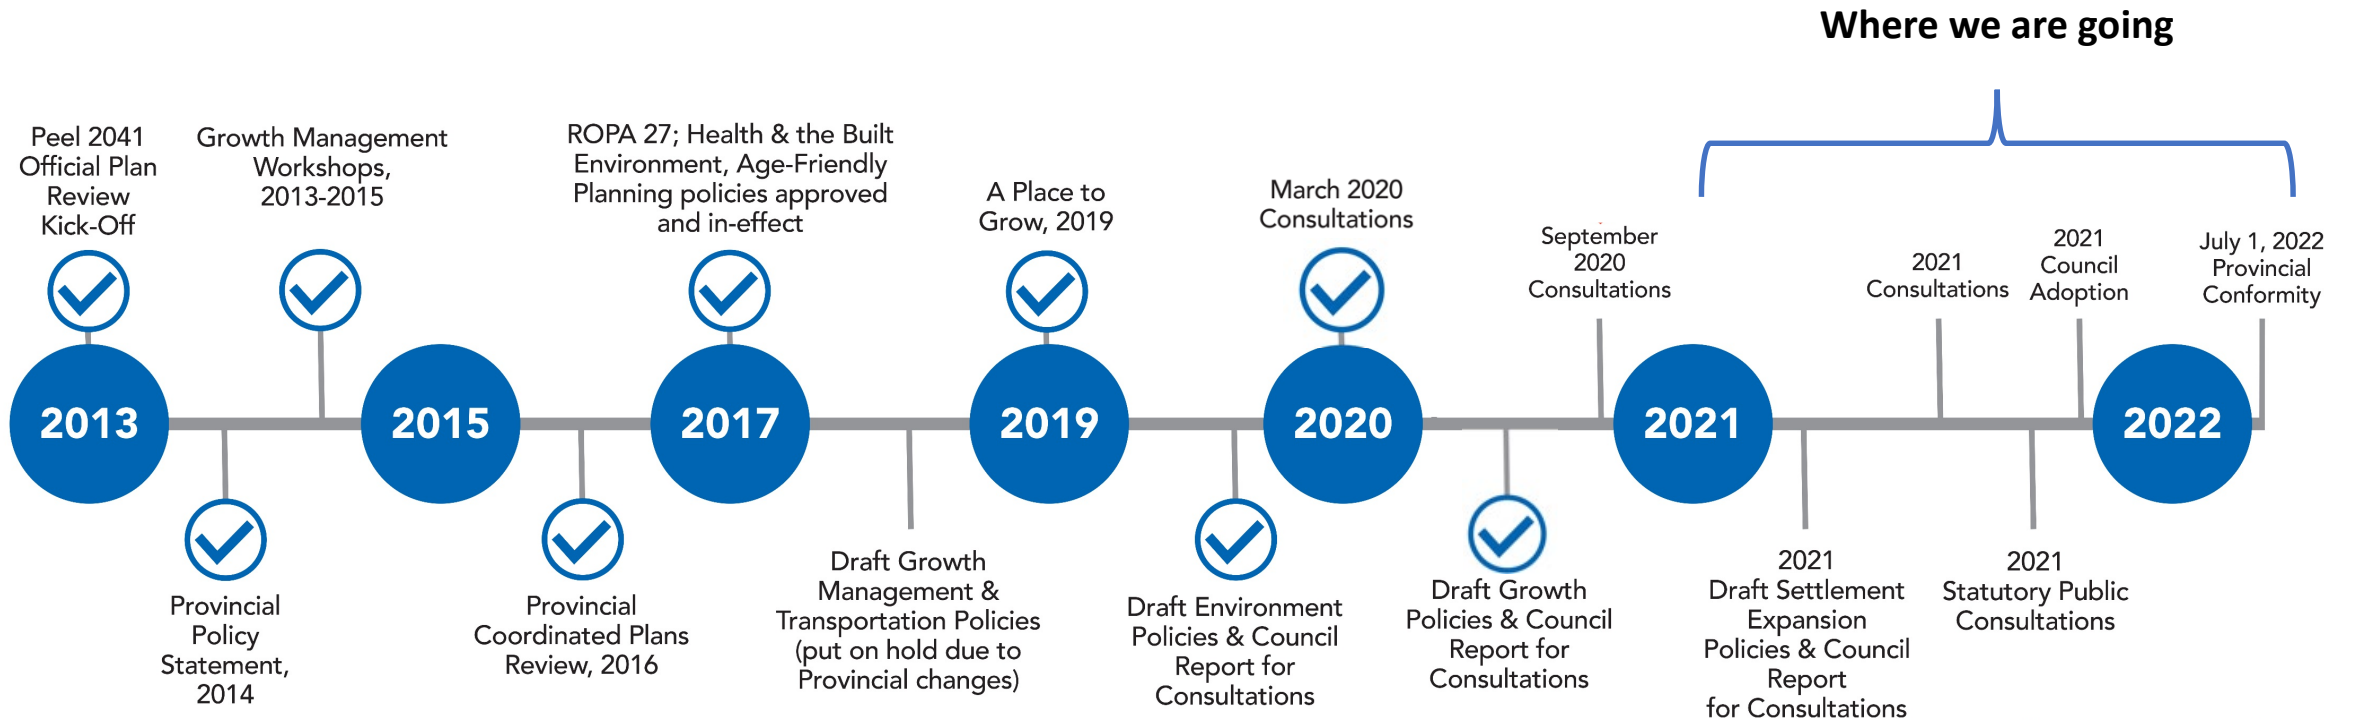 Where we are going
Peel 2041
Official Plan
Review
Kick-Off
Growth Management
Workshops,
2013-2015
ROPA 27; Health & the Built
Environment, Age-Friendly
Planning policies approved
and in-effect
A Place to
Grow, 2019
March 2020
Consultations
September
2020
Consultations
2021
Consultations
2021
Council
Adoption
July 1, 2022
Provincial
Conformity
2013
2015
2017
2019
2020
2021
2022
Provincial
Policy
Statement,
2014
Provincial
Coordinated Plans
Review, 2016
Draft Growth
Management &
Transportation Policies
(put on hold due to
Provincial changes)
Draft Environment
Policies & Council
Report for
Consultations
Draft Growth
Policies & Council
Report for
Consultations
2021
Draft Settlement
Expansion
Policies & Council
Report
for Consultations
2021
Statutory Public
Consultations